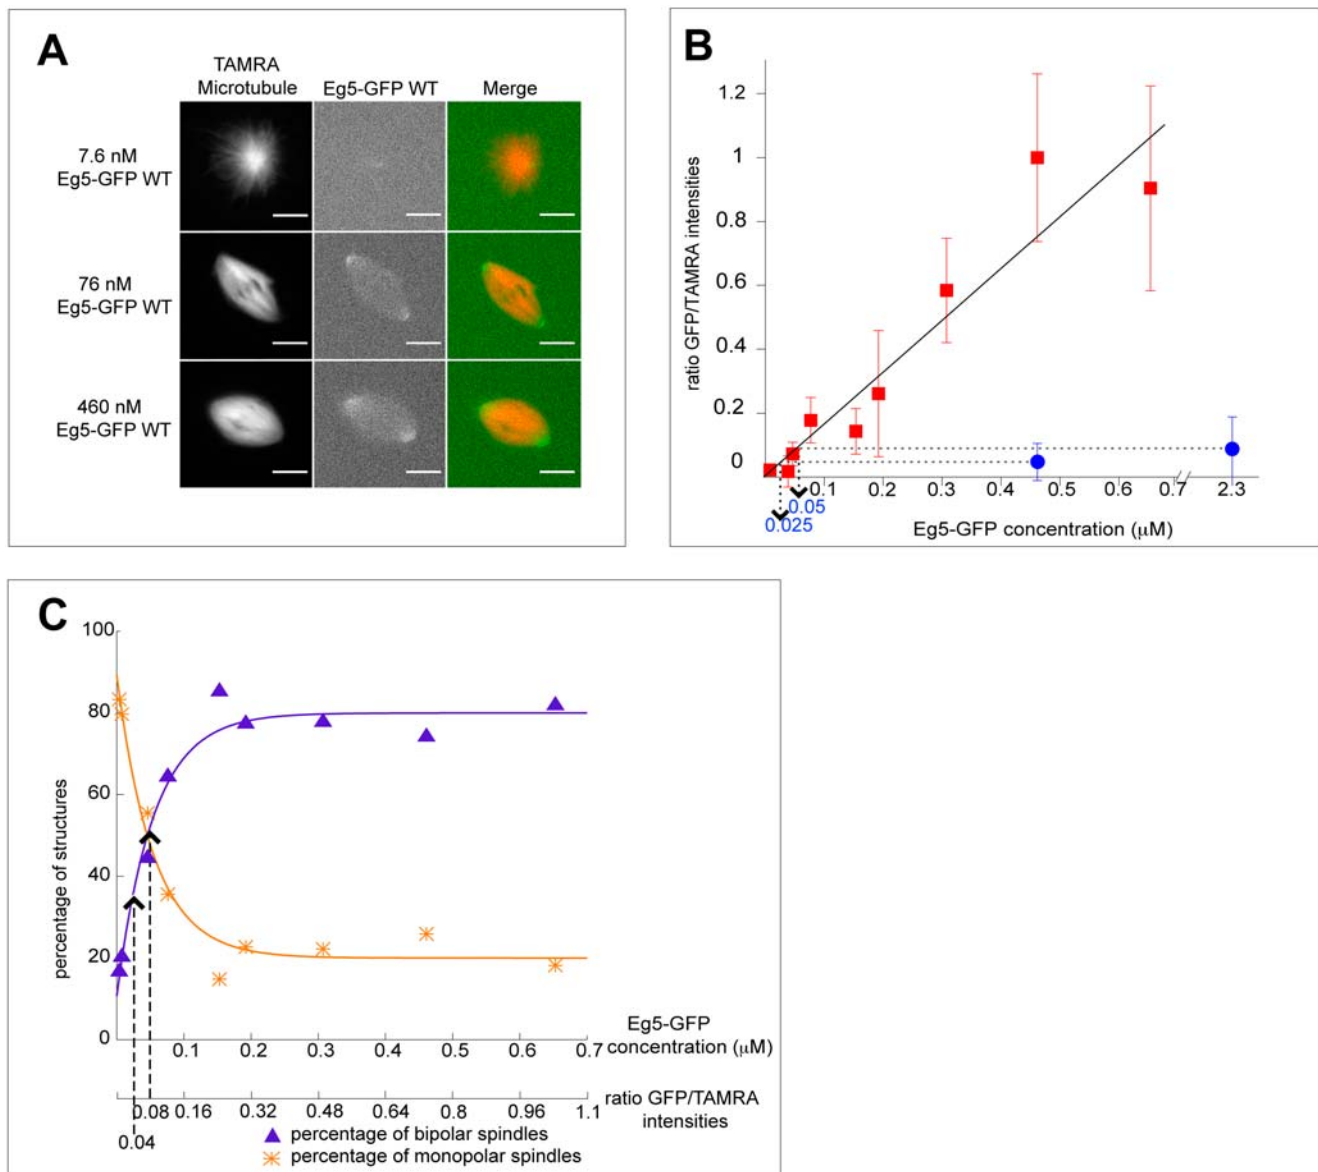 A
TAMRA
Microtubule
Eg5-GFP WT
Merge
7.6 nM
Eg5-GFP WT
76 nM
Eg5-GFP WT
460 nM
Eg5-GFP WT
B
ratio GFP/TAMRA intensities
1.2
1
0.8
0.6
0.4
0.2
0
0.1
0.2
0.3
0.4
0.5
0.6
0.7
2.3
0.05
0.025
Eg5-GFP concentration (μM)
C
percentage of structures
100
80
60
40
20
0
0.1
0.2
0.3
0.4
0.5
0.6
0.7
Eg5-GFP
concentration (μM)
0.04
0.08
0.16
0.32
0.48
0.64
0.8
0.96
1.1
ratio GFP/TAMRA
intensities
percentage of bipolar spindles
percentage of monopolar spindles